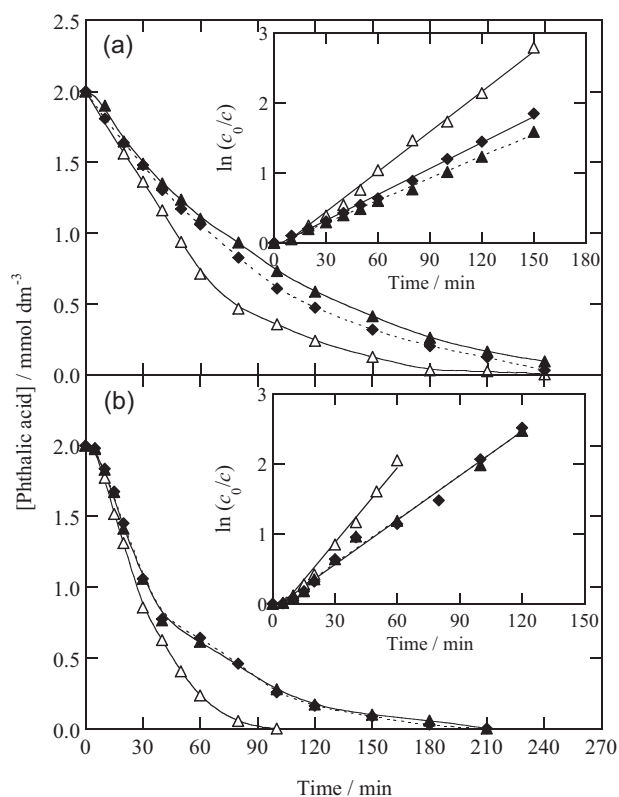 (a)
2.5
2.0
1.5
1.0
0.5
0.0
3
2
1
0
ln (c0/c)
0 30 60 90 120 150 180
Time / min
[Phthalic acid] / mmol dm-3
(b)
2.0
1.5
1.0
0.5
0.0
3
2
1
0
ln (c0/c)
0 30 60 90 120 150
Time / min
0 30 60 90 120 150 180 210 240 270
Time / min